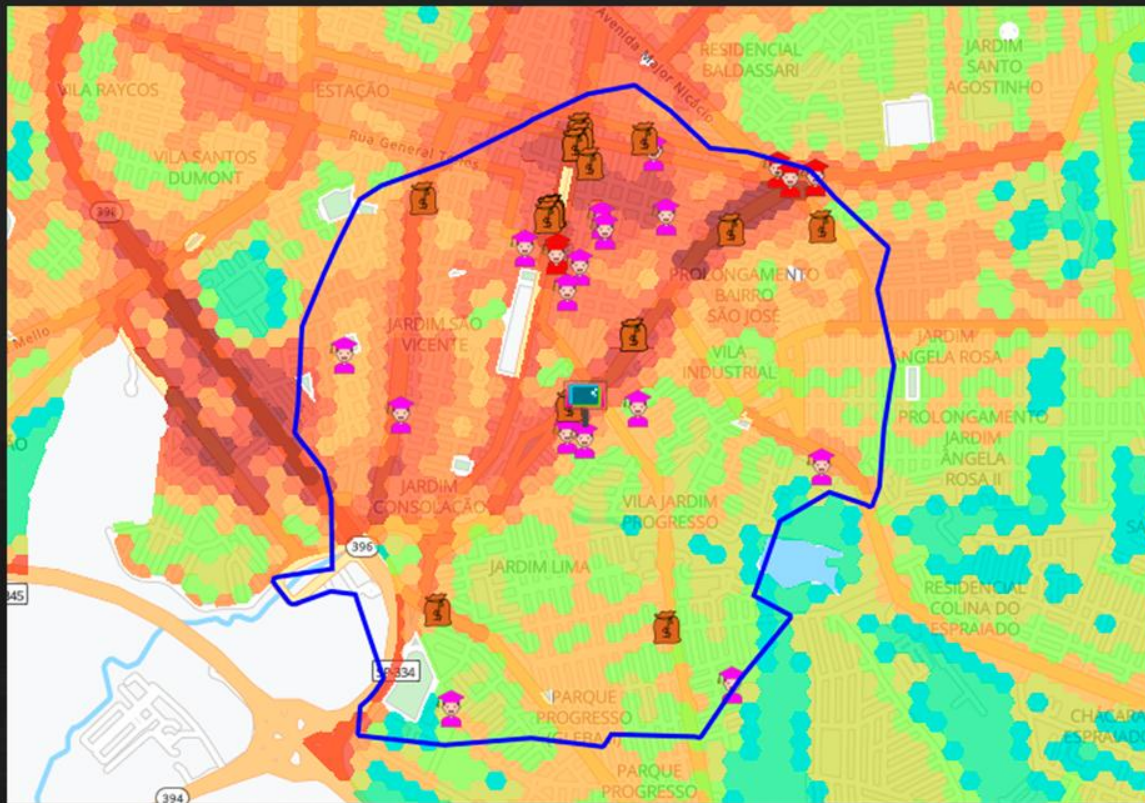 Avenida Major Nicácio
RESIDENCIAL
BALDASSARI
JARDIM
SANTO
AGOSTINHO
VILA RAYCOS
ESTAÇÃO
Rua General Telles
VILA SANTOS
DUMONT
396
Mello
PROLONGAMENTO
BAIRRO
SÃO JOSÉ
JARDIM SÃO
VICENTE
VILA
INDUSTRIAL
JARDIM
ÂNGELA ROSA
PROLONGAMENTO
JARDIM
ÂNGELA
ROSA II
JARDIM
CONSOLAÇÃO
VILA JARDIM
PROGRESSO
396
JARDIM LIMA
345
RESIDENCIAL
COLINA DO
ESPRAIADO
SP-334
PARQUE
PROGRESSO
(GLEBA
CHÁCARA
ESPRAIADO
PARQUE
PROGRESSO
394